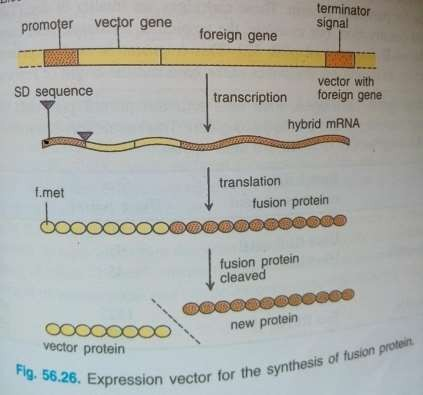 promoter
vector gene
foreign gene
terminator
signal
SD sequence
transcription
vector with
foreign gene
hybrid mRNA
f.met
translation
fusion protein
fusion protein
cleaved
new protein
vector protein
Fig. 56.26. Expression vector for the synthesis of fusion protein.